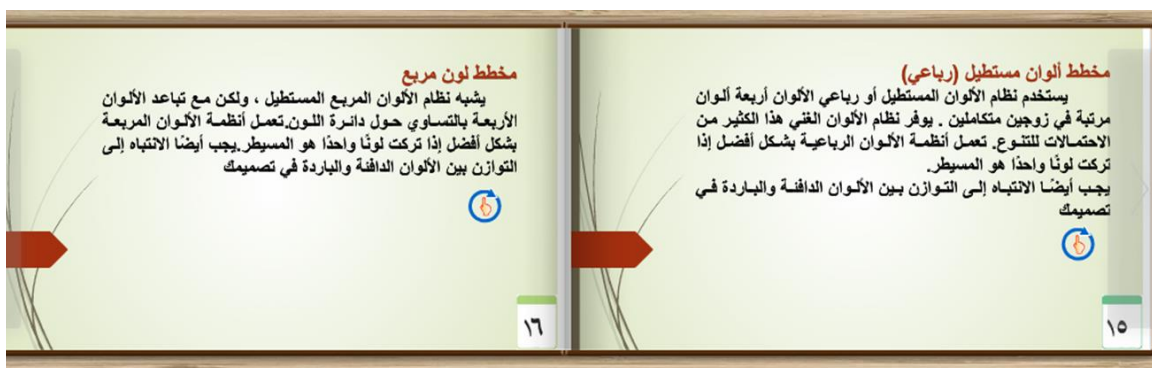 مخطط ألوان مستطيل (رباعي)
يستخدم نظام الألوان المستطيل أو رباعي الألوان أربعة ألوان
مرتبة في زوجين متكاملين . يوفر نظام الألوان الغني هذا الكثير من
الاحتمالات للتنوع. تعمل أنظمة الألوان الرباعية بشكل أفضل إذا
تركت لونًا واحدًا هو المسيطر.
يجب أيضًا الانتباه إلى التوازن بين الألوان الدافئة والباردة في
تصميمك
١٥
مخطط لون مربع
يشبه نظام الألوان المربع المستطيل ، ولكن مع تباعد الألوان
الأربعة بالتساوي حول دائرة اللون.تعمل أنظمة الألوان المربعة
بشكل أفضل إذا تركت لونًا واحدًا هو المسيطر.يجب أيضًا الانتباه إلى
التوازن بين الألوان الدافئة والباردة في تصميمك
١٦